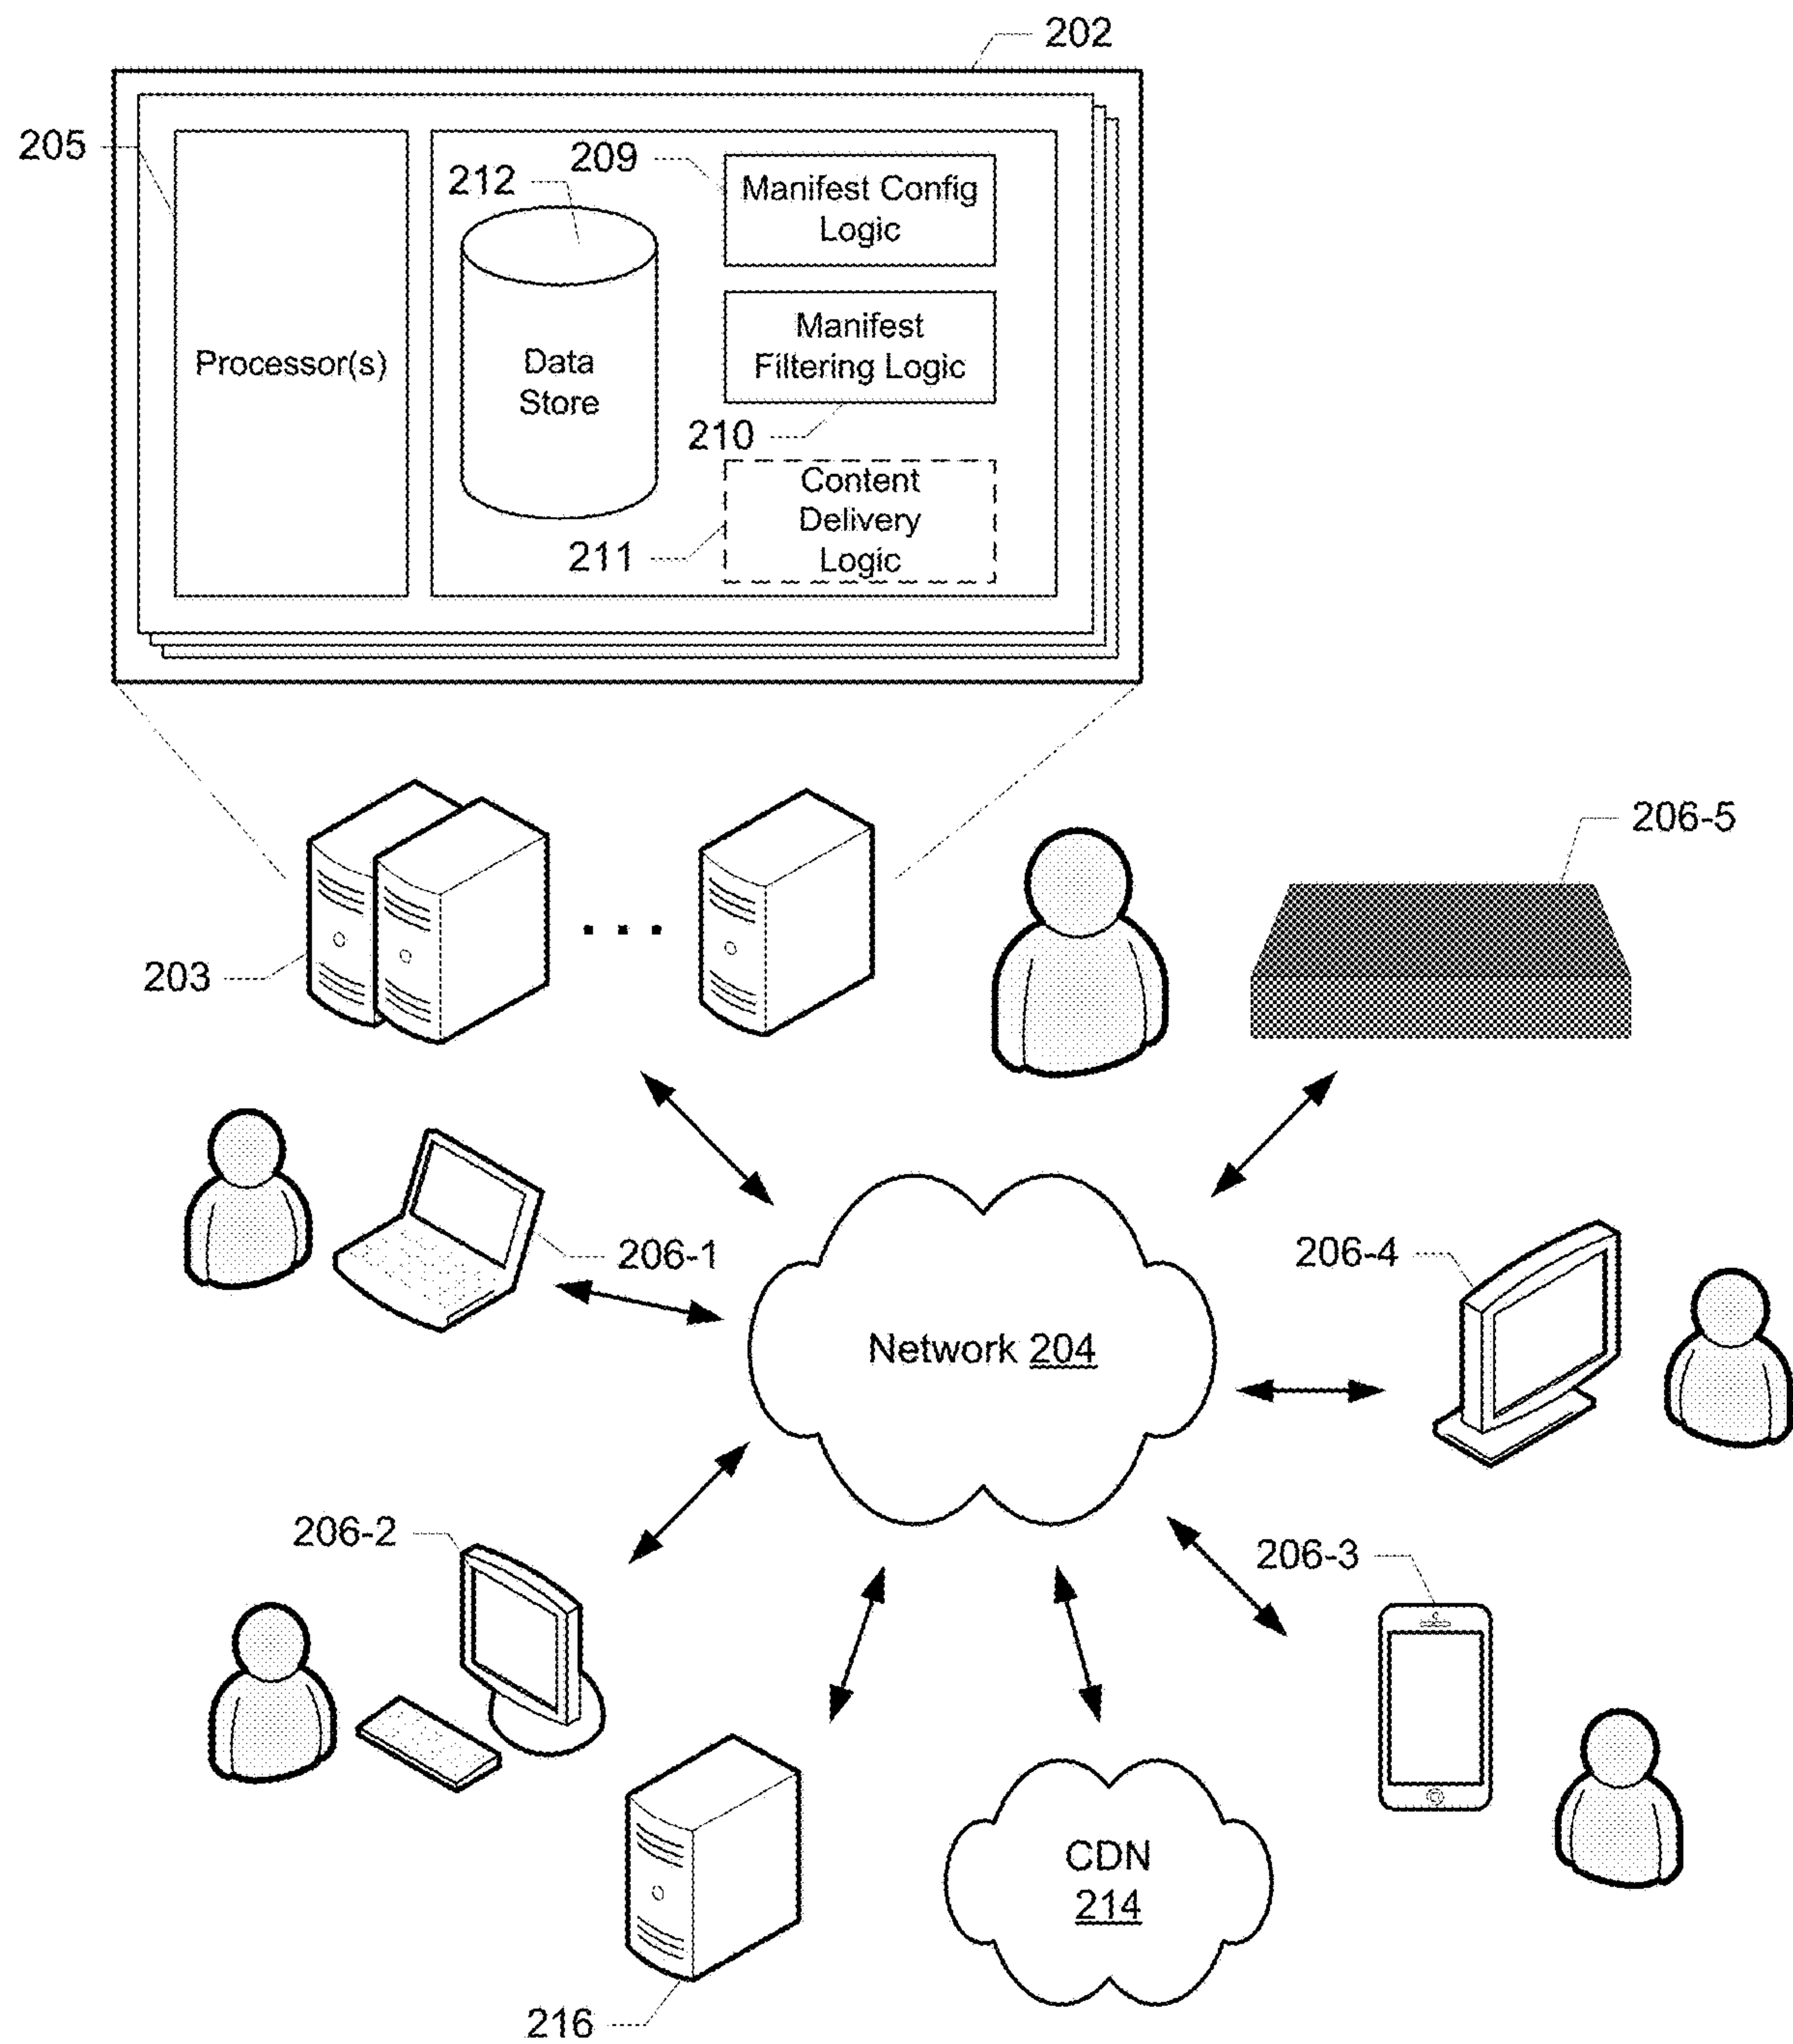 202
205
209
212
Manifest Config
Logic
Manifest
Filtering Logic
Processor(s)
Data
Store
210
Content
Delivery
Logic
211
206-5
203
206-1
206-4
Network 204
206-2
206-3
CDN
214
216